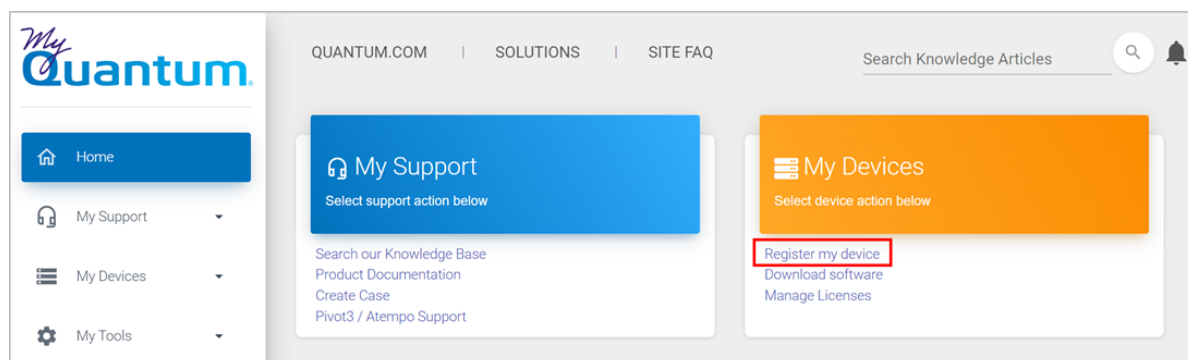 My
Quantum.
QUANTUM.COM | SOLUTIONS | SITE FAQ
Search Knowledge Articles
Home
My Support
My Devices
My Tools
My Support
Select support action below
Search our Knowledge Base
Product Documentation
Create Case
Pivot3 / Atempo Support
My Devices
Select device action below
Register my device
Download software
Manage Licenses